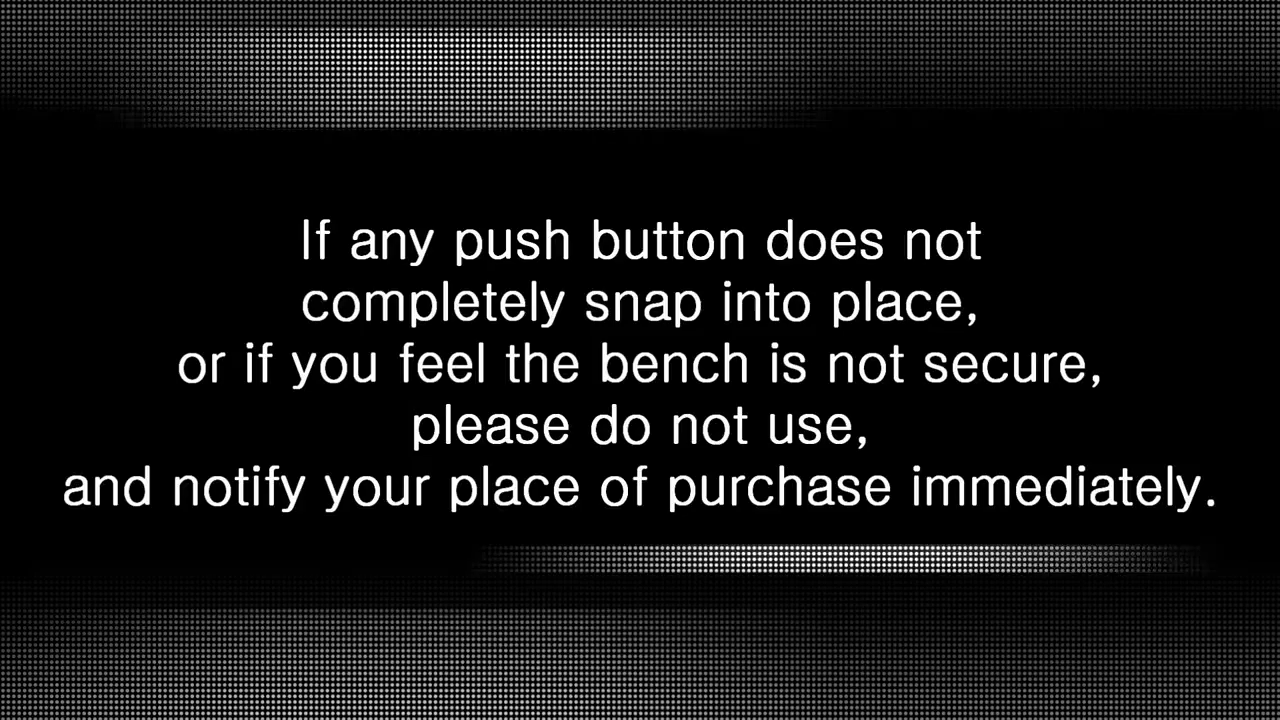 If any push button does not
completely snap into place,
or if you feel the bench is not secure,
please do not use,
and notify your place of purchase immediately.